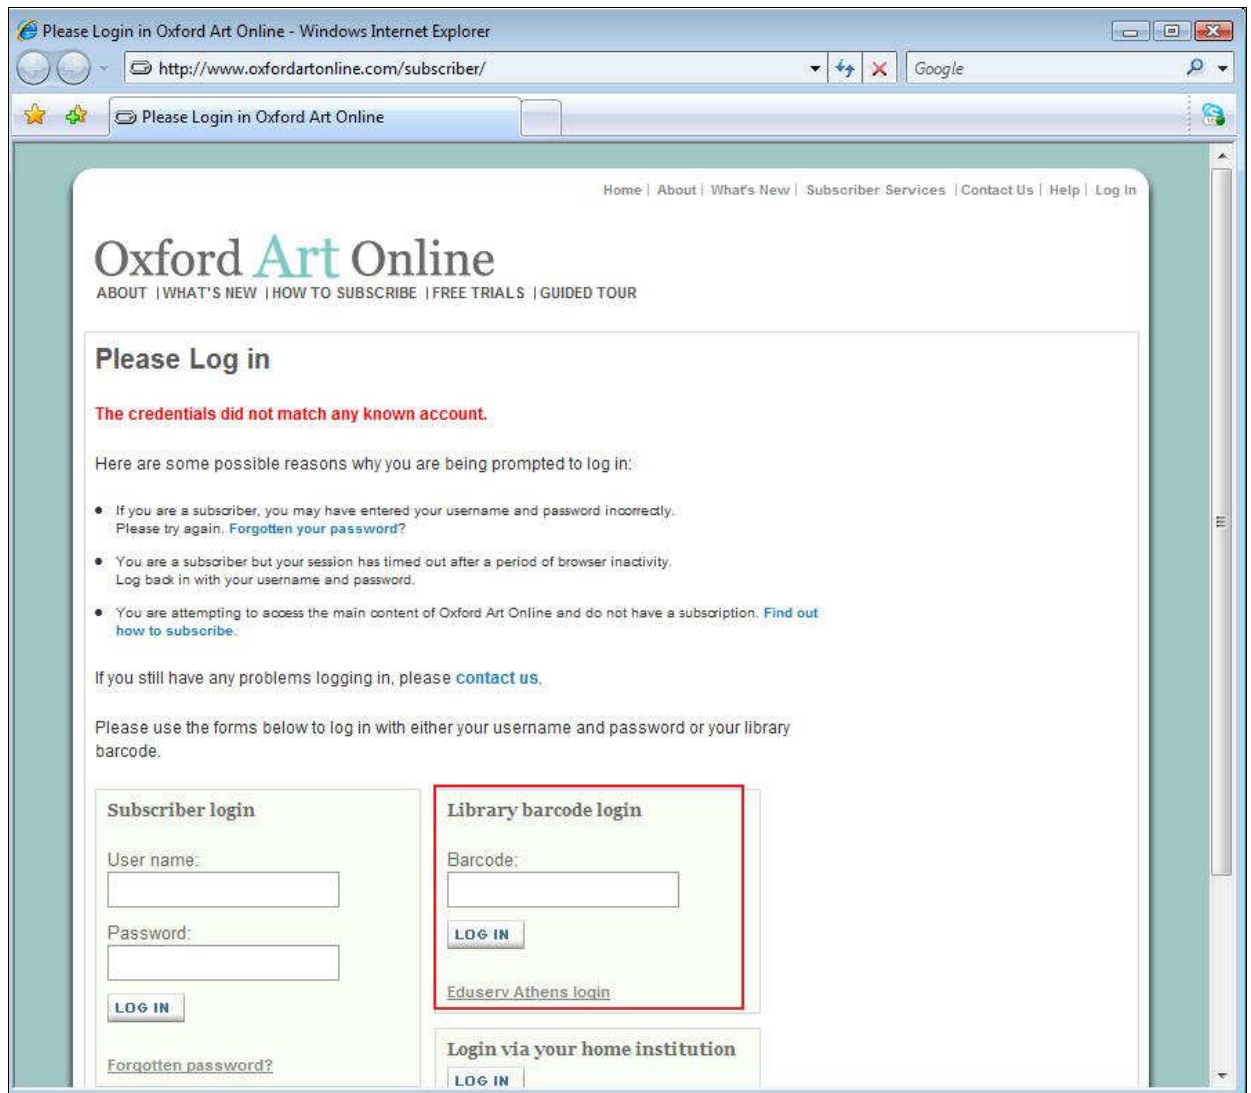 Please Login in Oxford Art Online - Windows Internet Explorer
http://www.oxfordartonline.com/subscriber/
Google
Please Login in Oxford Art Online
Home | About | What's New | Subscriber Services | Contact Us | Help | Log In
Oxford Art Online
ABOUT | WHAT'S NEW | HOW TO SUBSCRIBE | FREE TRIALS | GUIDED TOUR
Please Log in
The credentials did not match any known account.
Here are some possible reasons why you are being prompted to log in:
• If you are a subscriber, you may have entered your username and password incorrectly.
Please try again. Forgotten your password?
• You are a subscriber but your session has timed out after a period of browser inactivity.
Log back in with your username and password.
• You are attempting to access the main content of Oxford Art Online and do not have a subscription. Find out
how to subscribe.
If you still have any problems logging in, please contact us.
Please use the forms below to log in with either your username and password or your library
barcode.
Subscriber login
User name:
Password:
LOG IN
Forgotten password?
Library barcode login
Barcode:
LOG IN
Eduserv Athens login
Login via your home institution
LOG IN